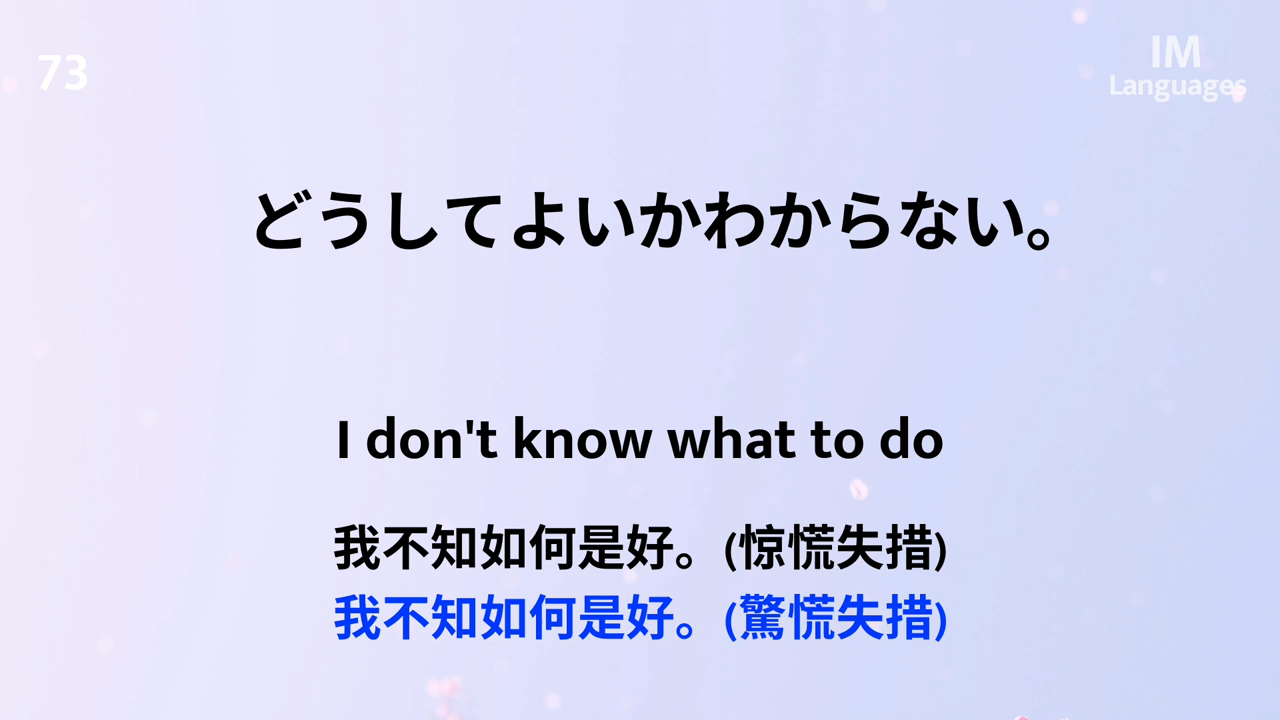 73
IM
Languages
どうしてよいかわからない。
I don't know what to do
我不知如何是好。(惊慌失措)
我不知如何是好。(驚慌失措)